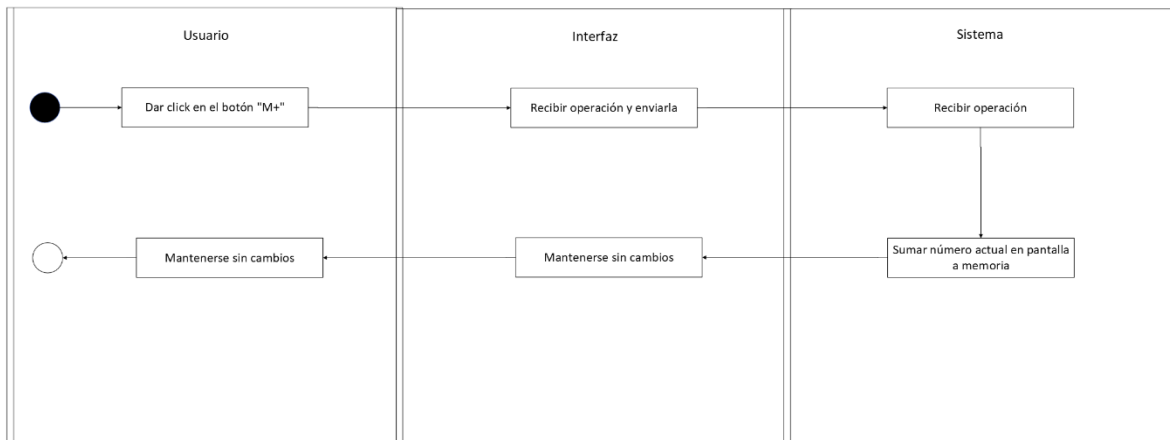 Usuario
Interfaz
Sistema
Dar click en el botón "M+"
Recibir operación y enviarla
Recibir operación
Mantenerse sin cambios
Mantenerse sin cambios
Sumar número actual en pantalla
a memoria